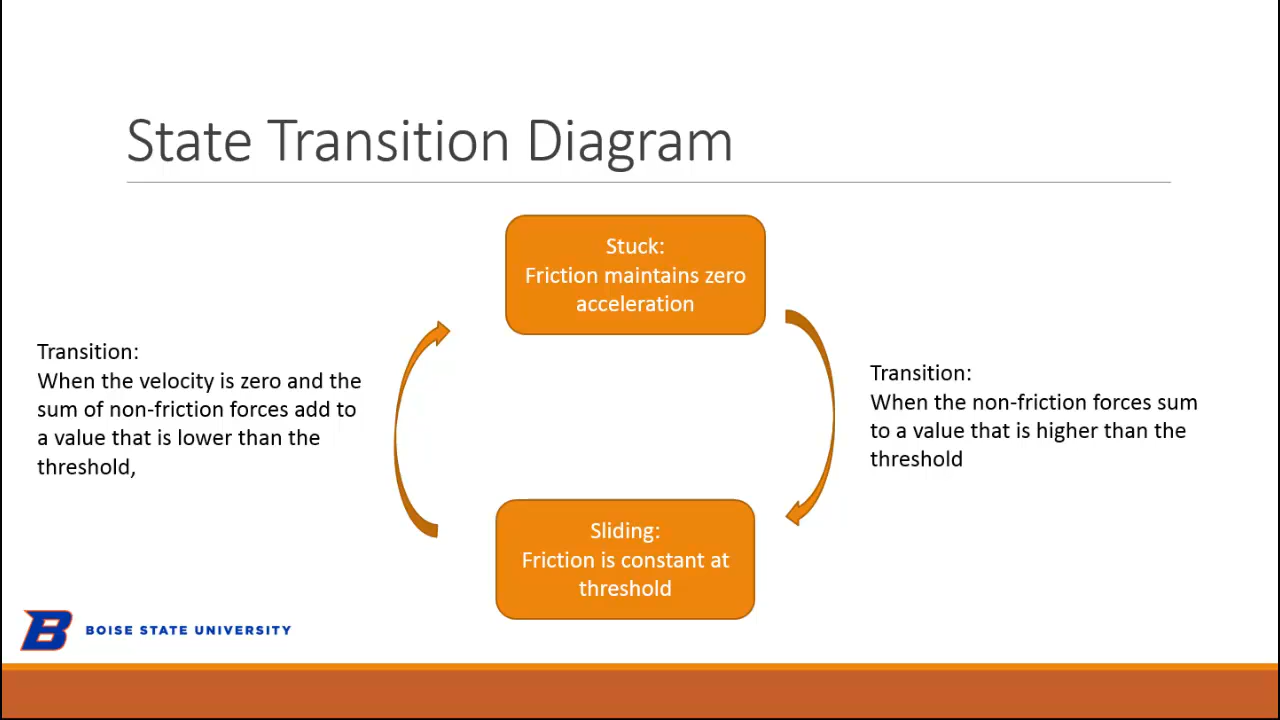 State Transition Diagram
Stuck:
Friction maintains zero
acceleration
Transition:
When the velocity is zero and the
sum of non-friction forces add to
a value that is lower than the
threshold,
Transition:
When the non-friction forces sum
to a value that is higher than the
threshold
Sliding:
Friction is constant at
threshold
B BOISE STATE UNIVERSITY